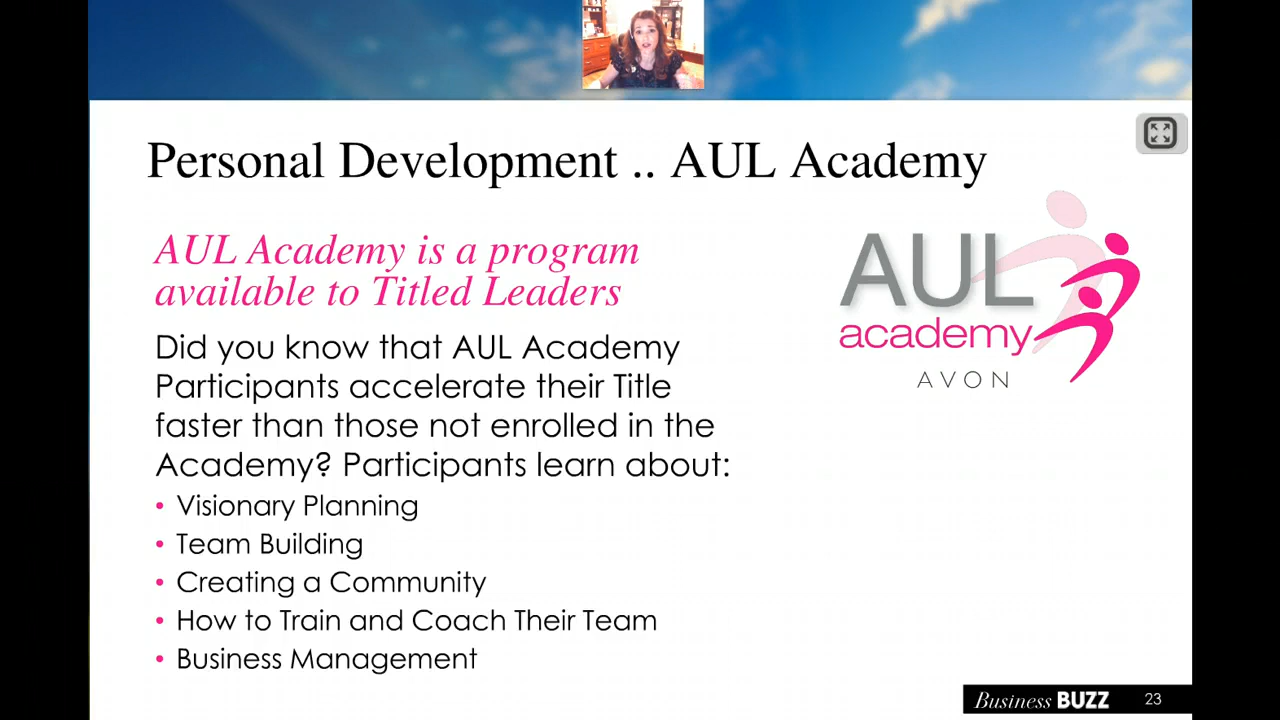 Personal Development .. AUL Academy
AUL Academy is a program
available to Titled Leaders
Did you know that AUL Academy
Participants accelerate their Title
faster than those not enrolled in the
Academy? Participants learn about:
• Visionary Planning
• Team Building
• Creating a Community
• How to Train and Coach Their Team
• Business Management
AUL
academy
AVON
Business BUZZ 23